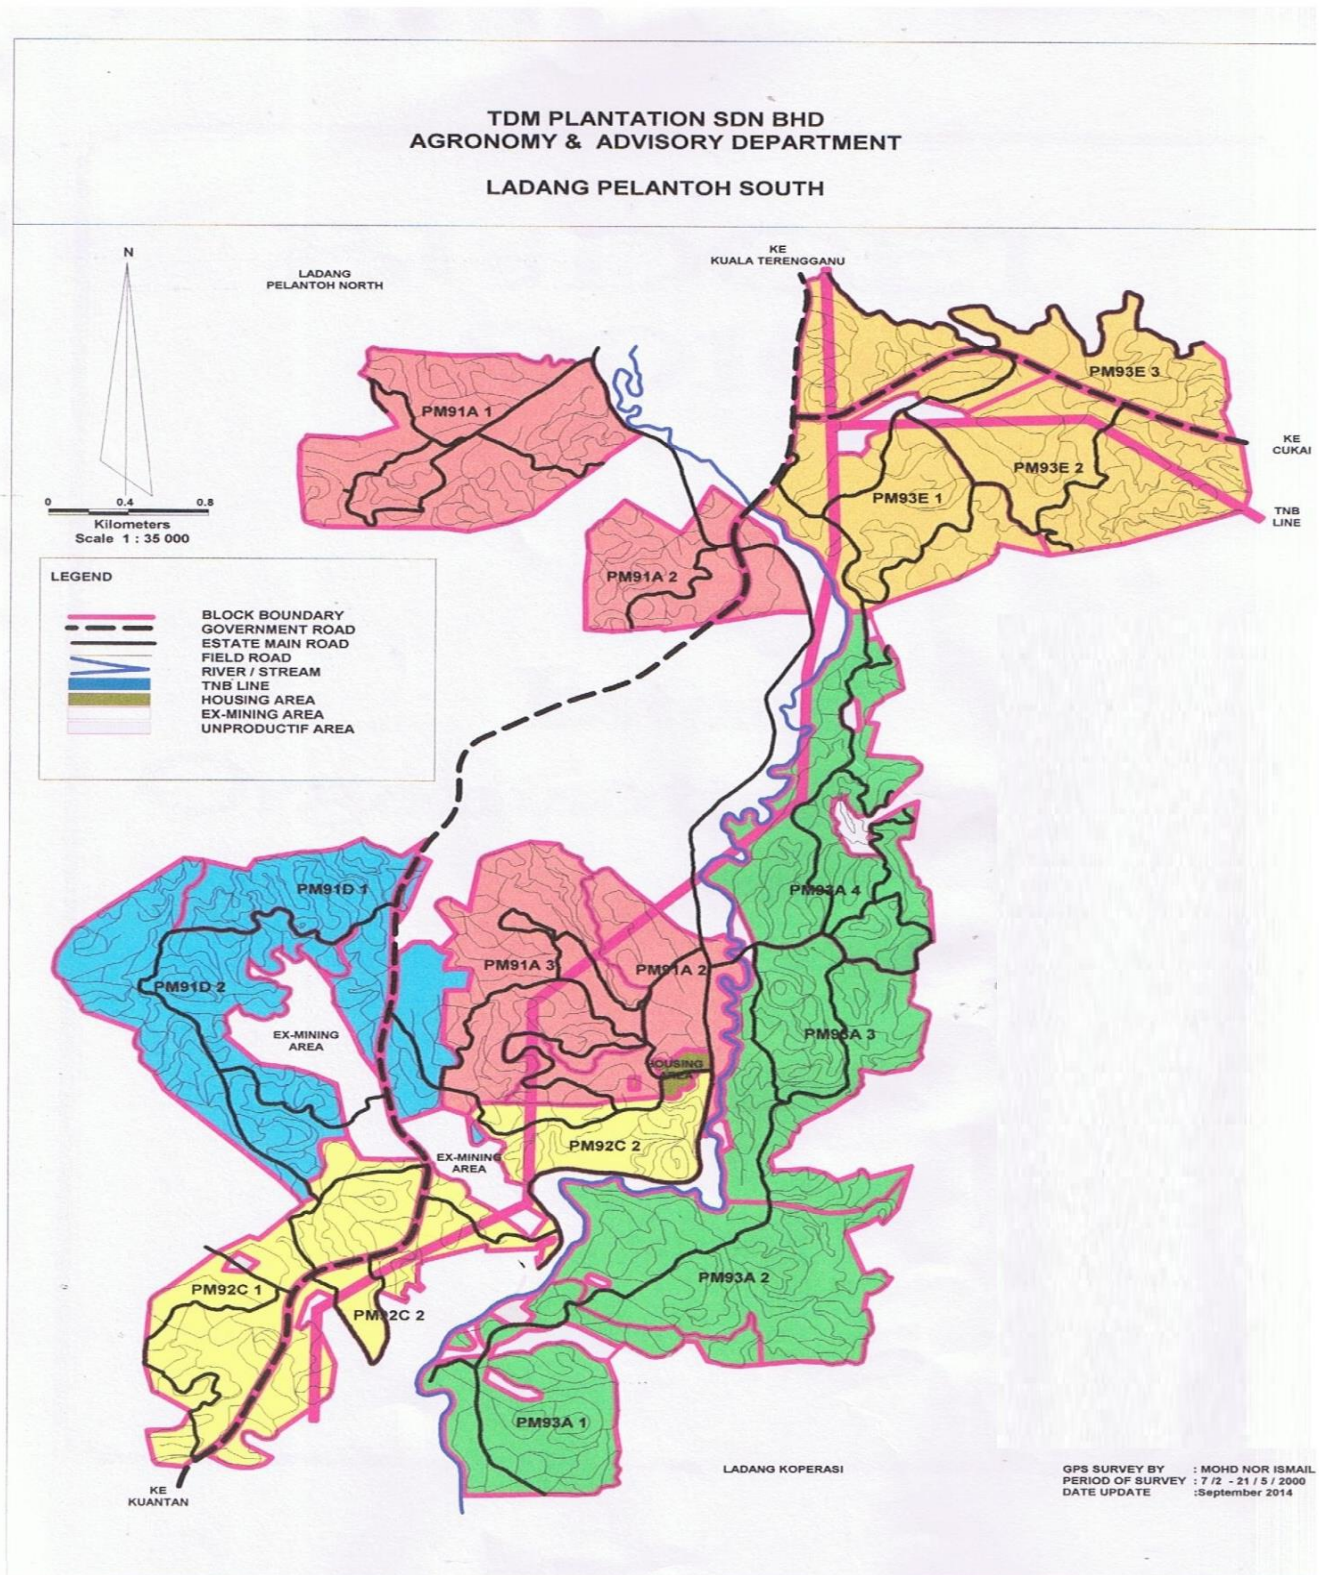 TDM PLANTATION SDN BHD
AGRONOMY & ADVISORY DEPARTMENT
LADANG PELANTOH SOUTH
N
LADANG
PELANTOH NORTH
KE
KUALA TERENGGANU
PM93E 3
PM91A 1
KE
CUKAI
PM93E 2
PM93E 1
0 0.4 0.8
Kilometers
Scale 1 : 35 000
TNB
LINE
LEGEND
PM91A 2
BLOCK BOUNDARY
GOVERNMENT ROAD
ESTATE MAIN ROAD
FIELD ROAD
RIVER / STREAM
TNB LINE
HOUSING AREA
EX-MINING AREA
UNPRODUCTIF AREA
PM91D 1
PM93A 4
PM91A 3
PM91A 2
PM91D 2
EX-MINING
AREA
PM93A 3
HOUSING
AREA
PM92C 2
EX-MINING
AREA
PM93A 2
PM92C 1
PM92C 2
PM93A 1
LADANG KOPERASI
KE
KUANTAN
GPS SURVEY BY : MOHD NOR ISMAIL
PERIOD OF SURVEY : 7 /2 - 21 / 5 / 2000
DATE UPDATE :September 2014